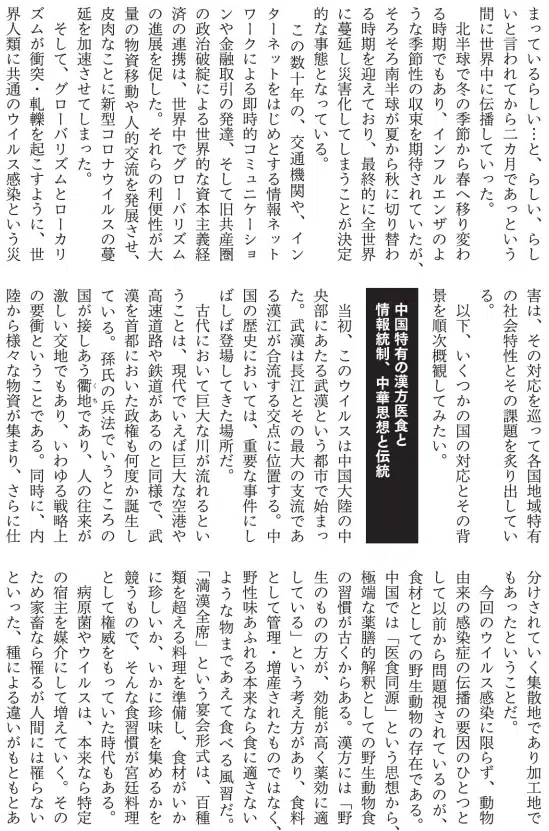 まっているらしい…と、らしい、らし
いと言われてから二カ月であっという
間に世界中に伝播していった。
　北半球で冬の季節から春へ移り変わ
る時期でもあり、インフルエンザのよ
うな季節性の収束を期待されていたが、
そろそろ南半球が夏から秋に切り替わ
る時期を迎えており、最終的に全世界
に蔓延し災害化してしまうことが決定
的な事態となっている。
　この数十年の、交通機関や、イン
ターネットをはじめとする情報ネット
ワークによる即時的コミュニケーショ
ンや金融取引の発達、そして旧共産圏
の政治破綻による世界的な資本主義経
済の連携は、世界中でグローバリズム
の進展を促した。それらの利便性が大
量の物資移動や人的交流を発展させ、
皮肉なことに新型コロナウイルスの蔓
延を加速させてしまった。
　そして、グローバリズムとローカリ
ズムが衝突・軋轢を起こすように、世
界人類に共通のウイルス感染という災
害は、その対応を巡って各国地域特有
の社会特性とその課題を炙り出してい
る。
　以下、いくつかの国の対応とその背
景を順次概観してみたい。
中国特有の漢方医食と
情報統制、中華思想と伝統
　当初、このウイルスは中国大陸の中
央部にあたる武漢という都市で始まっ
た。武漢は長江とその最大の支流であ
る漢江が合流する交点に位置する。中
国の歴史においては、重要な事件にし
ばしば登場してきた場所だ。
　古代において巨大な川が流れるとい
うことは、現代でいえば巨大な空港や
高速道路や鉄道があるのと同様で、武
漢を首都においた政権も何度か誕生し
ている。孫氏の兵法でいうところの
国が接しあう衢地くちであり、人の往来が
激しい交地でもあり、いわゆる戦略上
の要衝ということである。同時に、内
陸から様々な物資が集まり、さらに仕
分けされていく集散地であり加工地で
もあったということだ。
　今回のウイルス感染に限らず、動物
由来の感染症の伝播の要因のひとつと
して以前から問題視されているのが、
食材としての野生動物の存在である。
中国では「医食同源」という思想から、
極端な薬膳的解釈としての野生動物食
の習慣が古くからある。漢方には「野
生のものの方が、効能が高く薬効に適
している」という考え方があり、食料
として管理・増産されたものではなく、
野性味あふれる本来なら食に適さない
ような物まであえて食べる風習だ。
「満漢全席」という宴会形式は、百種
類を超える料理を準備し、食材がいか
に珍しいか、いかに珍味を集めるかを
競うもので、そんな食習慣が宮廷料理
として権威をもっていた時代もある。
　病原菌やウイルスは、本来なら特定
の宿主を媒介にして増えていく。その
ため家畜なら罹るが人間には罹らない
といった、種による違いがもともとあ